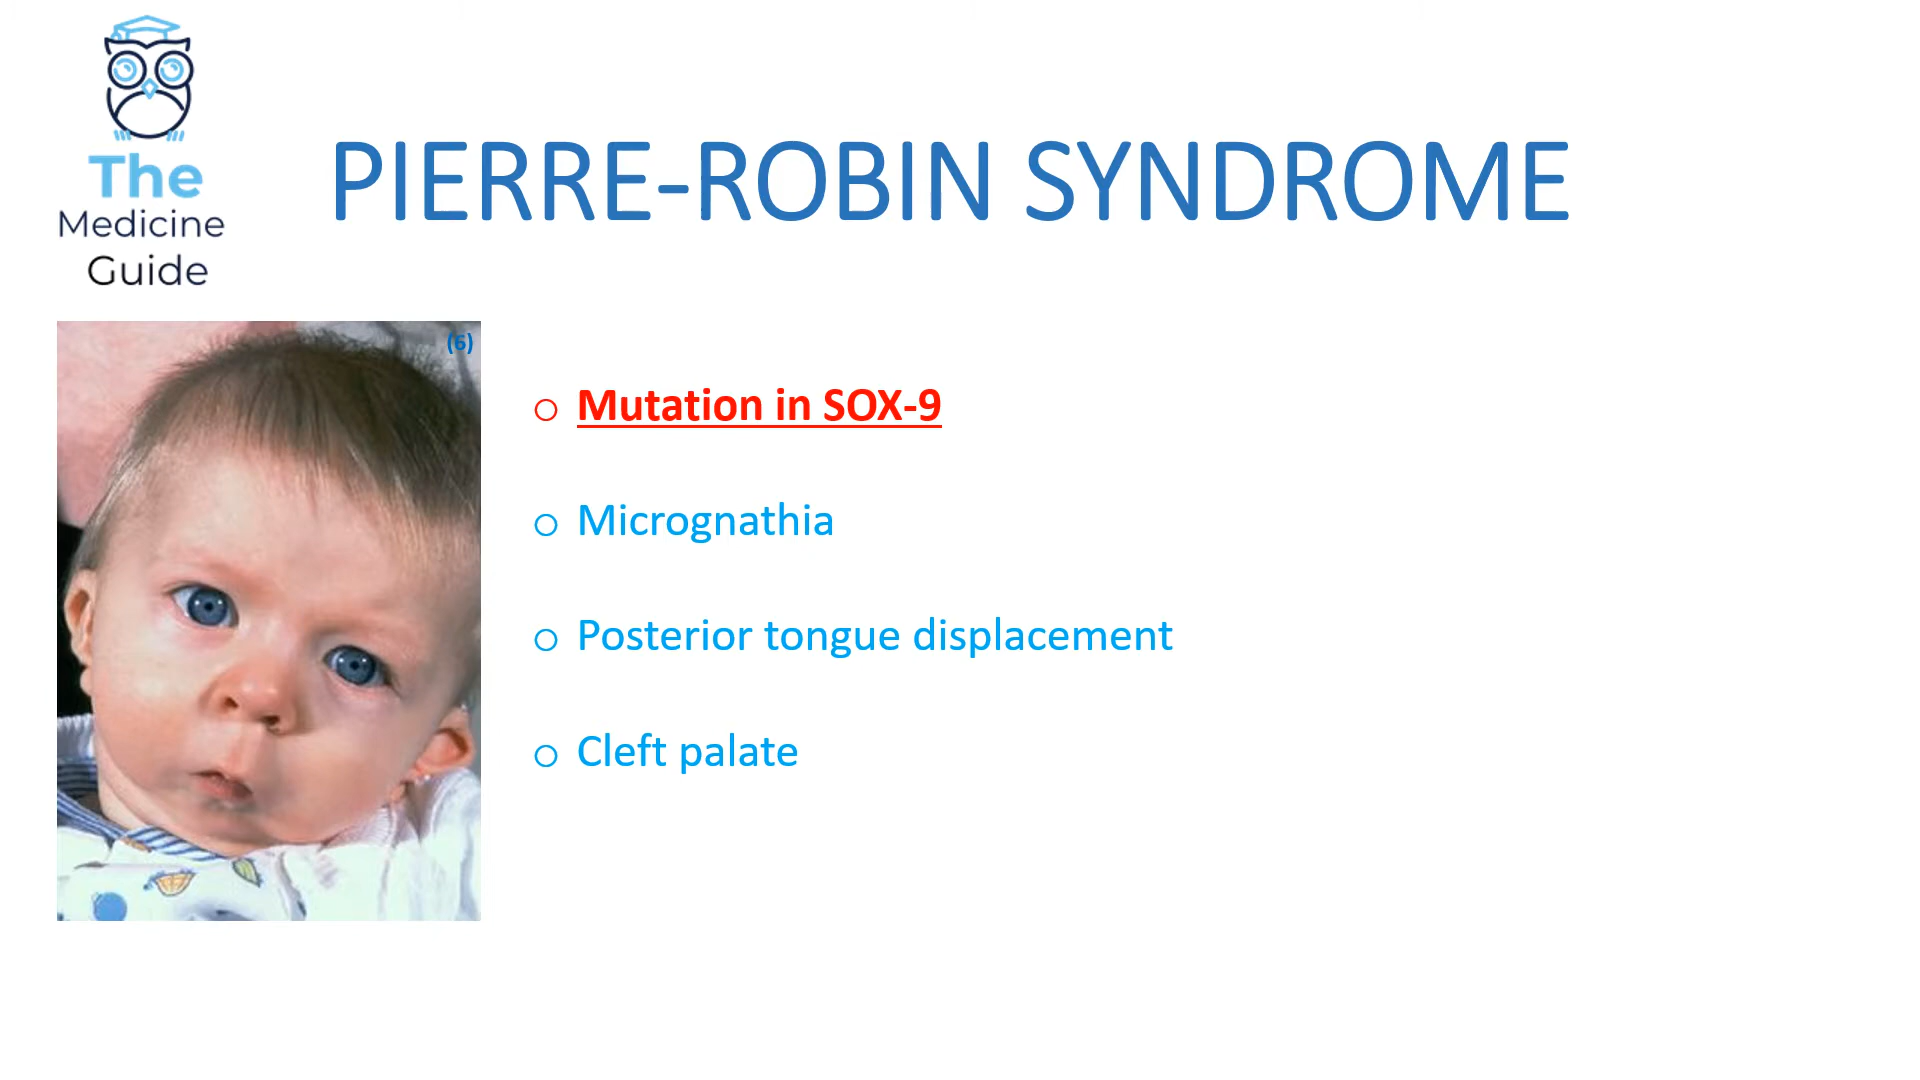 The
Medicine
Guide
PIERRE-ROBIN SYNDROME
(6)
Mutation in SOX-9
Micrognathia
Posterior tongue displacement
Cleft palate